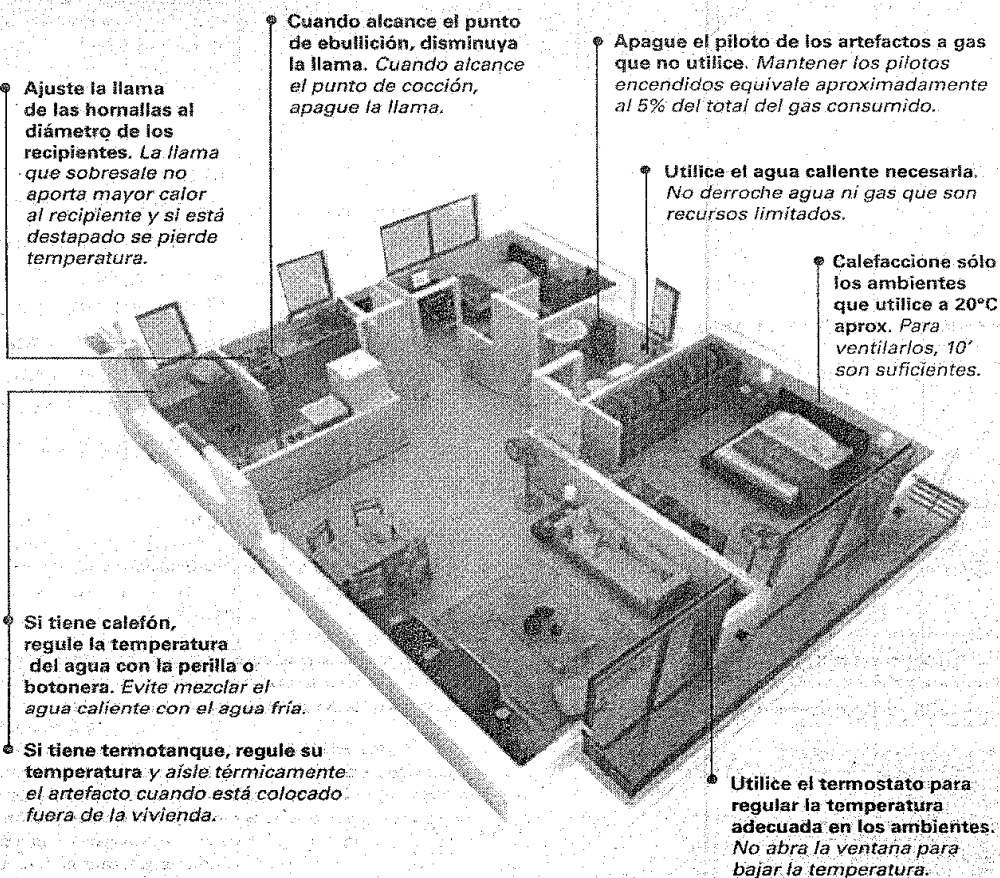 Cuando alcance el punto
de ebullición, disminuya
la llama. Cuando alcance
el punto de cocción,
apague la llama.
Apague el piloto de los artefactos a gas
que no utilice. Mantener los pilotos
encendidos equivale aproximadamente
al 5% del total del gas consumido.
Ajuste la llama
de las hornallas al
diámetro de los
recipientes. La llama
que sobresale no
aporta mayor calor
al recipiente y si está
destapado se pierde
temperatura.
Utilice el agua caliente necesaria.
No derroche agua ni gas que son
recursos limitados.
Calefaccione sólo
los ambientes
que utilice a 20°C
aprox. Para
ventilarlos, 10'
son suficientes.
Si tiene calefón,
regule la temperatura
del agua con la perilla o
botonera. Evite mezclar el
agua caliente con el agua fría.
Si tiene termotanque, regule su
temperatura y aísle térmicamente
el artefacto cuando está colocado
fuera de la vivienda.
Utilice el termostato para
regular la temperatura
adecuada en los ambientes.
No abra la ventana para
bajar la temperatura.